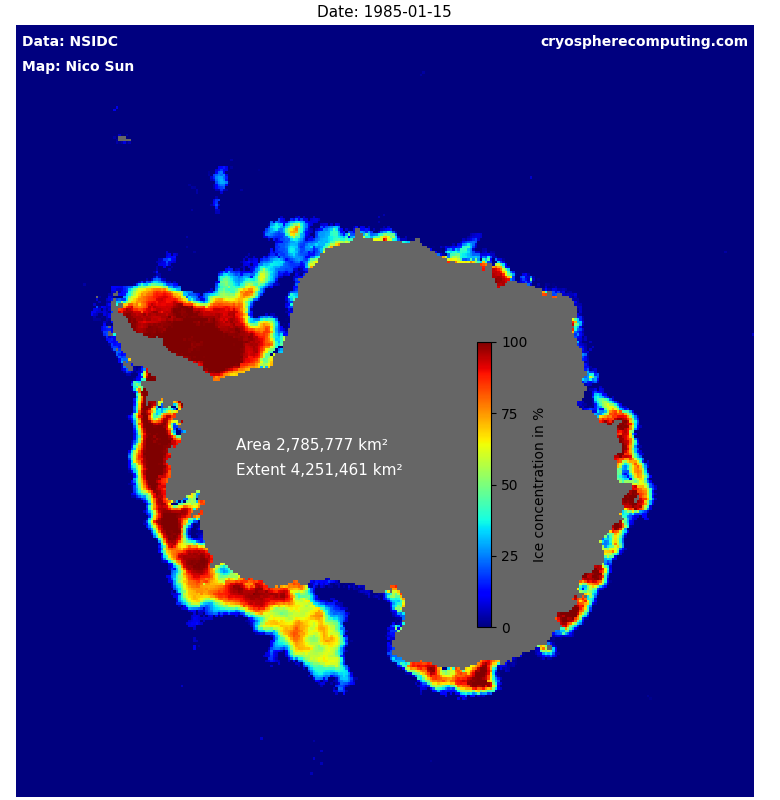 Date: 1985-01-15
Data: NSIDC
cryospherecomputing.com
Map: Nico Sun
Area 2,785,777 km²
Extent 4,251,461 km²
100
75
50
25
0
Ice concentration in %